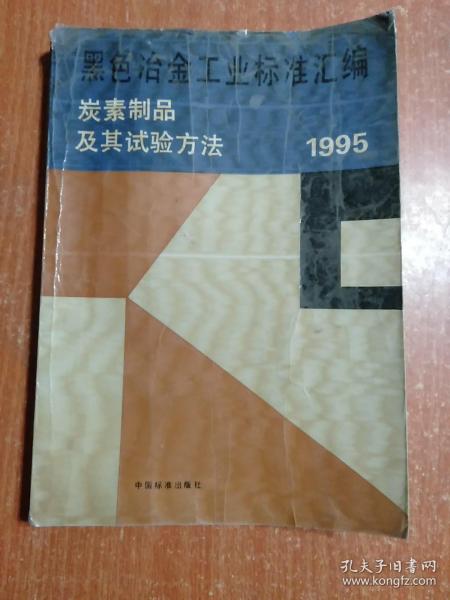 黑色冶金工业标准汇编
炭素制品
及其试验方法 1995
中国标准出版社
孔夫子旧书网
www.kongfz.com